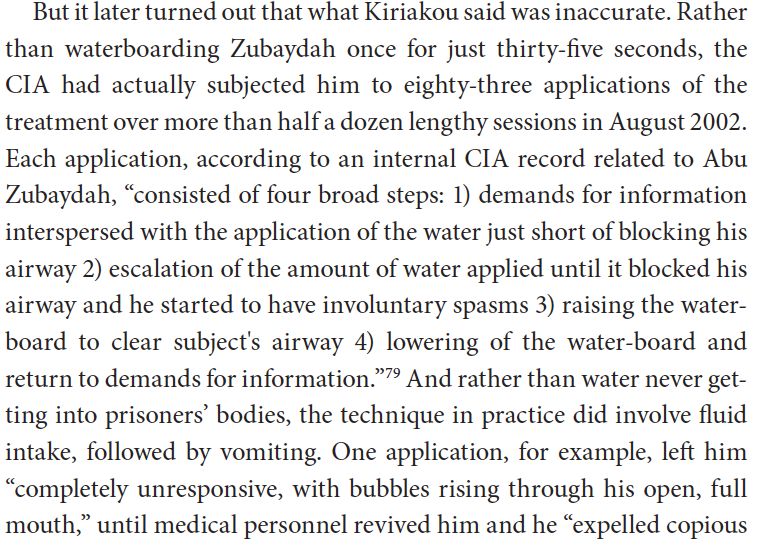 But it later turned out that what Kiriakou said was inaccurate. Rather
than waterboarding Zubaydah once for just thirty-five seconds, the
CIA had actually subjected him to eighty-three applications of the
treatment over more than half a dozen lengthy sessions in August 2002.
Each application, according to an internal CIA record related to Abu
Zubaydah, “consisted of four broad steps: 1) demands for information
interspersed with the application of the water just short of blocking his
airway 2) escalation of the amount of water applied until it blocked his
airway and he started to have involuntary spasms 3) raising the water-
board to clear subject's airway 4) lowering of the water-board and
return to demands for information.”79 And rather than water never get-
ting into prisoners’ bodies, the technique in practice did involve fluid
intake, followed by vomiting. One application, for example, left him
“completely unresponsive, with bubbles rising through his open, full
mouth,” until medical personnel revived him and he “expelled copious